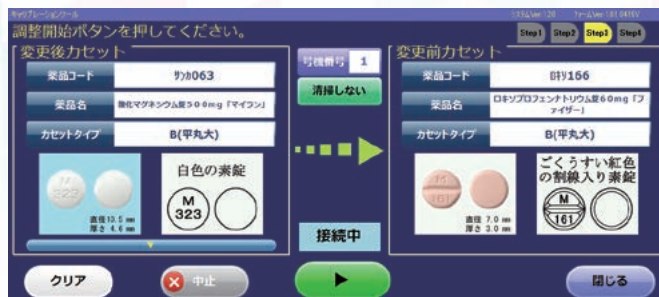 キャリブレーションツール
調整開始ボタンを押してください。
Step1 Step2 Step3 Step4
変更後カセット
薬品コード
サンカ063
薬品名
酸化マグネシウム錠500mg「マイラン」
カセットタイプ
B(平丸大)
M
323
直径10.5 mm
厚さ 4.6 mm
白色の素錠
M
323
号機番号 1
清掃しない
接続中
変更前カセット
薬品コード
ロキソ166
薬品名
ロキソプロフェンナトリウム錠60mg「フ
ァイザー」
カセットタイプ
B(平丸大)
M
161
直径 7.0 mm
厚さ 3.0 mm
ごくうすい紅色
の割線入り素錠
M
161
クリア
中止
閉じる